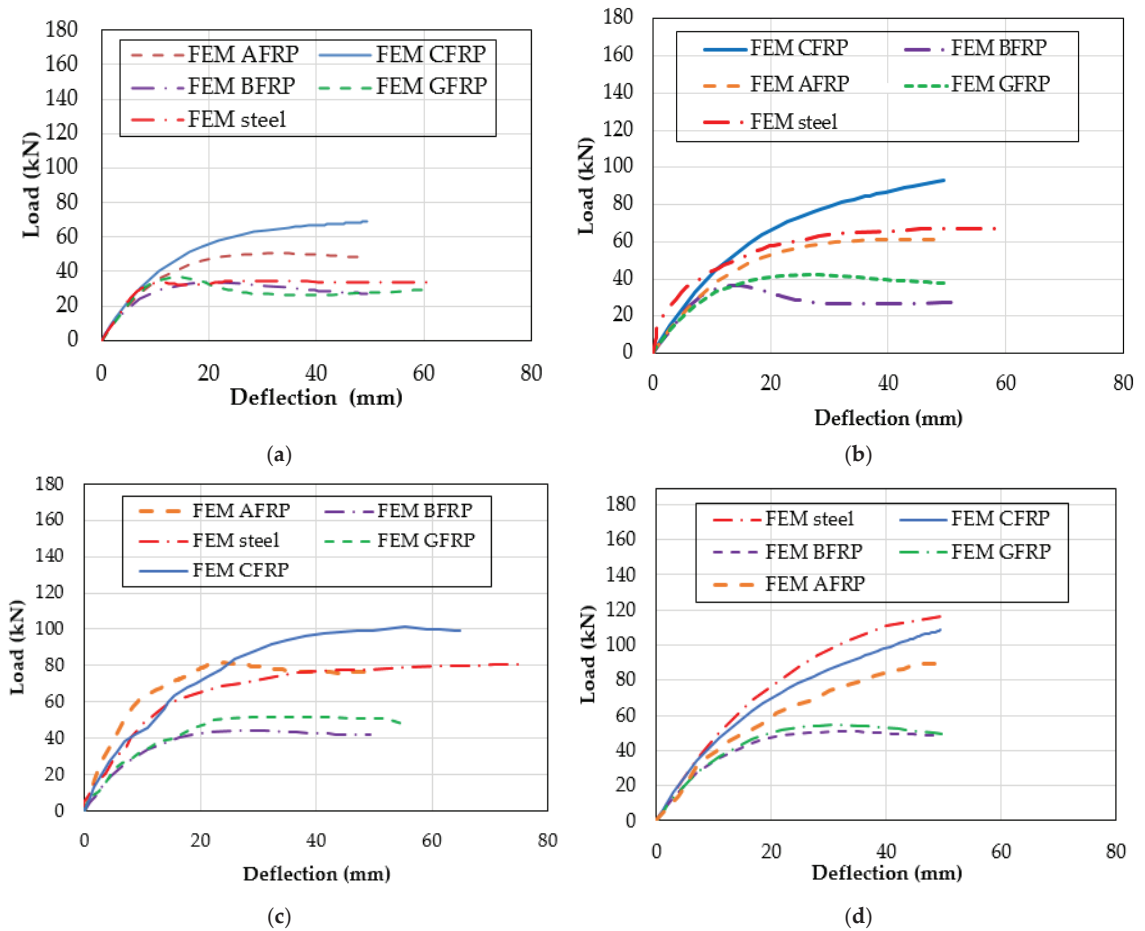 180
160
140
120
100
80
60
40
20
0
Load (kN)
FEM AFRP FEM CFRP
FEM BFRP FEM GFRP
FEM steel
0 20 40 60 80
Deflection (mm)
(a)
180
160
140
120
100
80
60
40
20
0
Load (kN)
FEM CFRP FEM BFRP
FEM AFRP FEM GFRP
FEM steel
0 20 40 60 80
Deflection (mm)
(b)
180
160
140
120
100
80
60
40
20
0
Load (kN)
FEM AFRP FEM BFRP
FEM steel FEM GFRP
FEM CFRP
0 20 40 60 80
Deflection (mm)
(c)
180
160
140
120
100
80
60
40
20
0
Load (kN)
FEM steel FEM CFRP
FEM BFRP FEM GFRP
FEM AFRP
0 20 40 60 80
Deflection (mm)
(d)